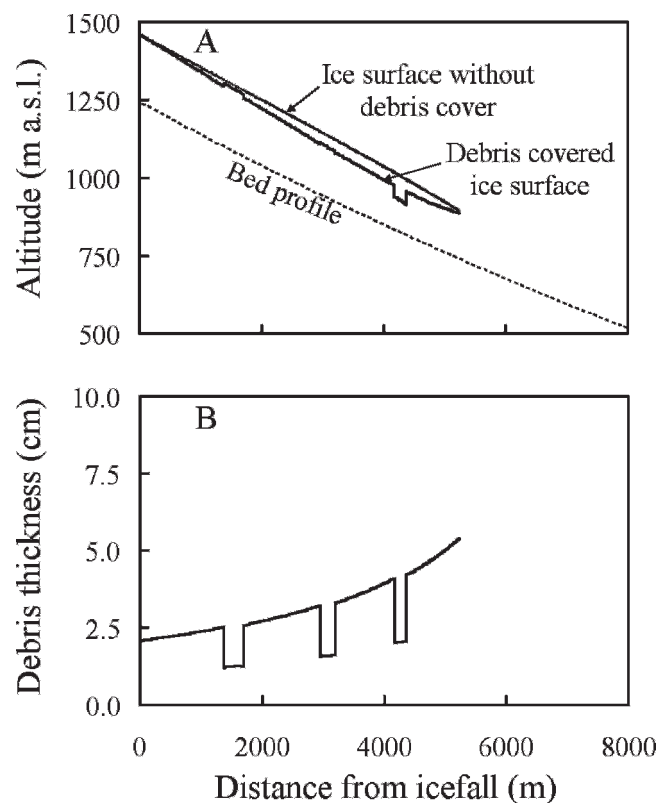 A
Altitude (m a.s.l.)
1500
1250
1000
750
500
Ice surface without
debris cover
Debris covered
ice surface
Bed profile
B
Debris thickness (cm)
10.0
7.5
5.0
2.5
0.0
0 2000 4000 6000 8000
Distance from icefall (m)